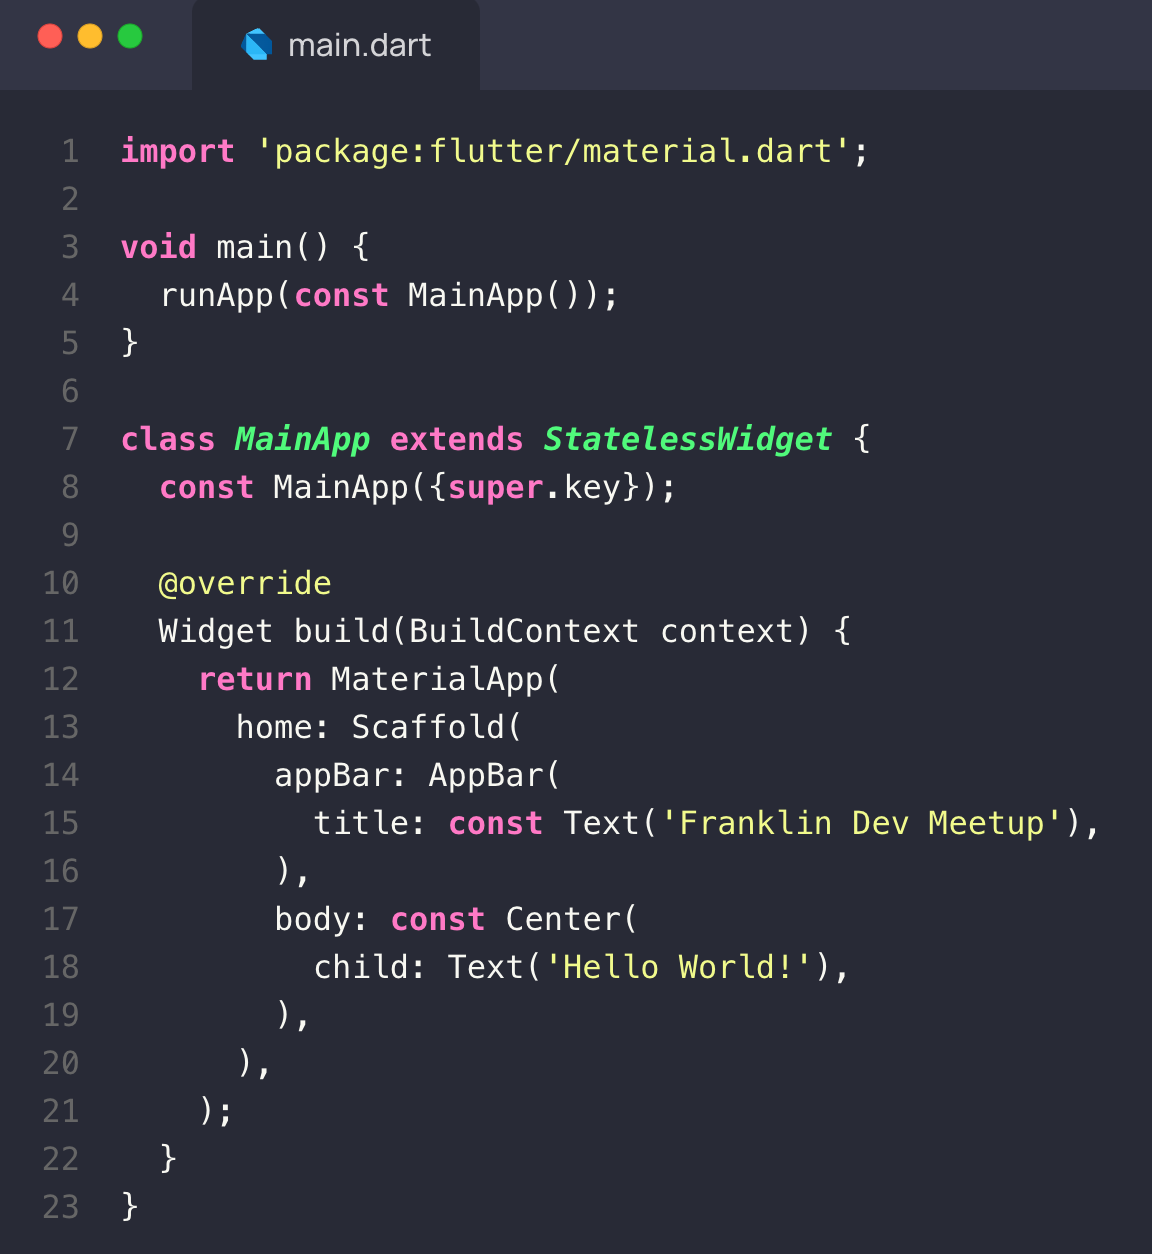 main.dart
1 import 'package:flutter/material.dart';
2
3 void main() {
4   runApp(const MainApp());
5 }
6
7 class MainApp extends StatelessWidget {
8   const MainApp({super.key});
9
10   @override
11   Widget build(BuildContext context) {
12     return MaterialApp(
13       home: Scaffold(
14         appBar: AppBar(
15           title: const Text('Franklin Dev Meetup'),
16         ),
17         body: const Center(
18           child: Text('Hello World!'),
19         ),
20       ),
21     );
22   }
23 }